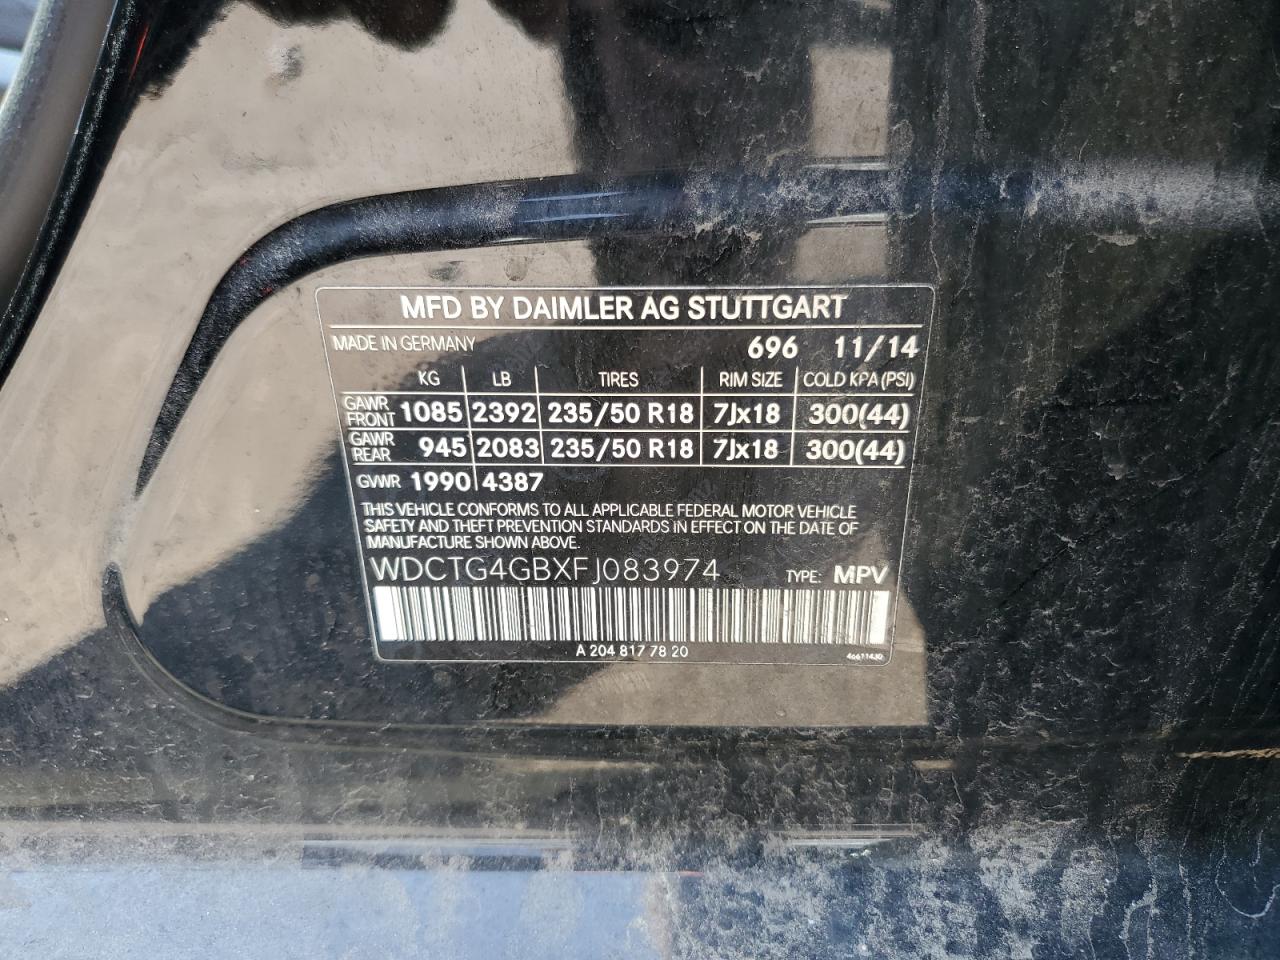 MFD BY DAIMLER AG STUTTGART
MADE IN GERMANY 696 11/14
KG LB TIRES RIM SIZE COLD KPA (PSI)
GAWR FRONT 1085 2392 235/50 R18 7Jx18 300(44)
GAWR REAR 945 2083 235/50 R18 7Jx18 300(44)
GVWR 1990 4387
THIS VEHICLE CONFORMS TO ALL APPLICABLE FEDERAL MOTOR VEHICLE
SAFETY AND THEFT PREVENTION STANDARDS IN EFFECT ON THE DATE OF
MANUFACTURE SHOWN ABOVE.
WDCTG4GBXFJ083974 TYPE: MPV
A 204 817 78 20